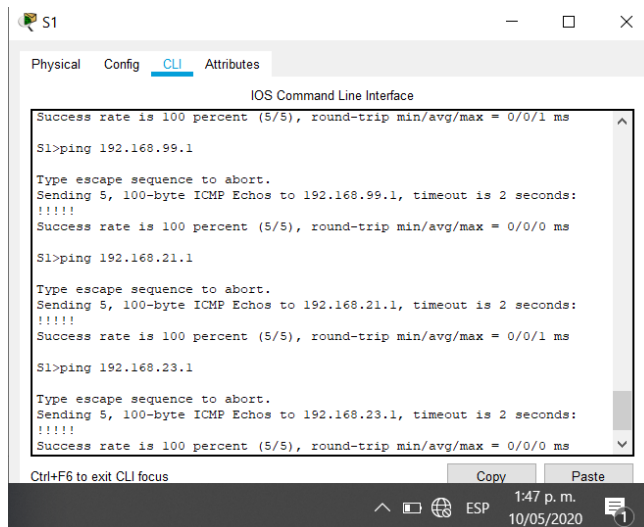 S1
Physical Config CLI Attributes
IOS Command Line Interface
Success rate is 100 percent (5/5), round-trip min/avg/max = 0/0/1 ms
S1>ping 192.168.99.1
Type escape sequence to abort.
Sending 5, 100-byte ICMP Echos to 192.168.99.1, timeout is 2 seconds:
!!!!!
Success rate is 100 percent (5/5), round-trip min/avg/max = 0/0/0 ms
S1>ping 192.168.21.1
Type escape sequence to abort.
Sending 5, 100-byte ICMP Echos to 192.168.21.1, timeout is 2 seconds:
!!!!!
Success rate is 100 percent (5/5), round-trip min/avg/max = 0/0/1 ms
S1>ping 192.168.23.1
Type escape sequence to abort.
Sending 5, 100-byte ICMP Echos to 192.168.23.1, timeout is 2 seconds:
!!!!!
Success rate is 100 percent (5/5), round-trip min/avg/max = 0/0/0 ms
Ctrl+F6 to exit CLI focus
Copy Paste
ESP
1:47 p. m.
10/05/2020
1